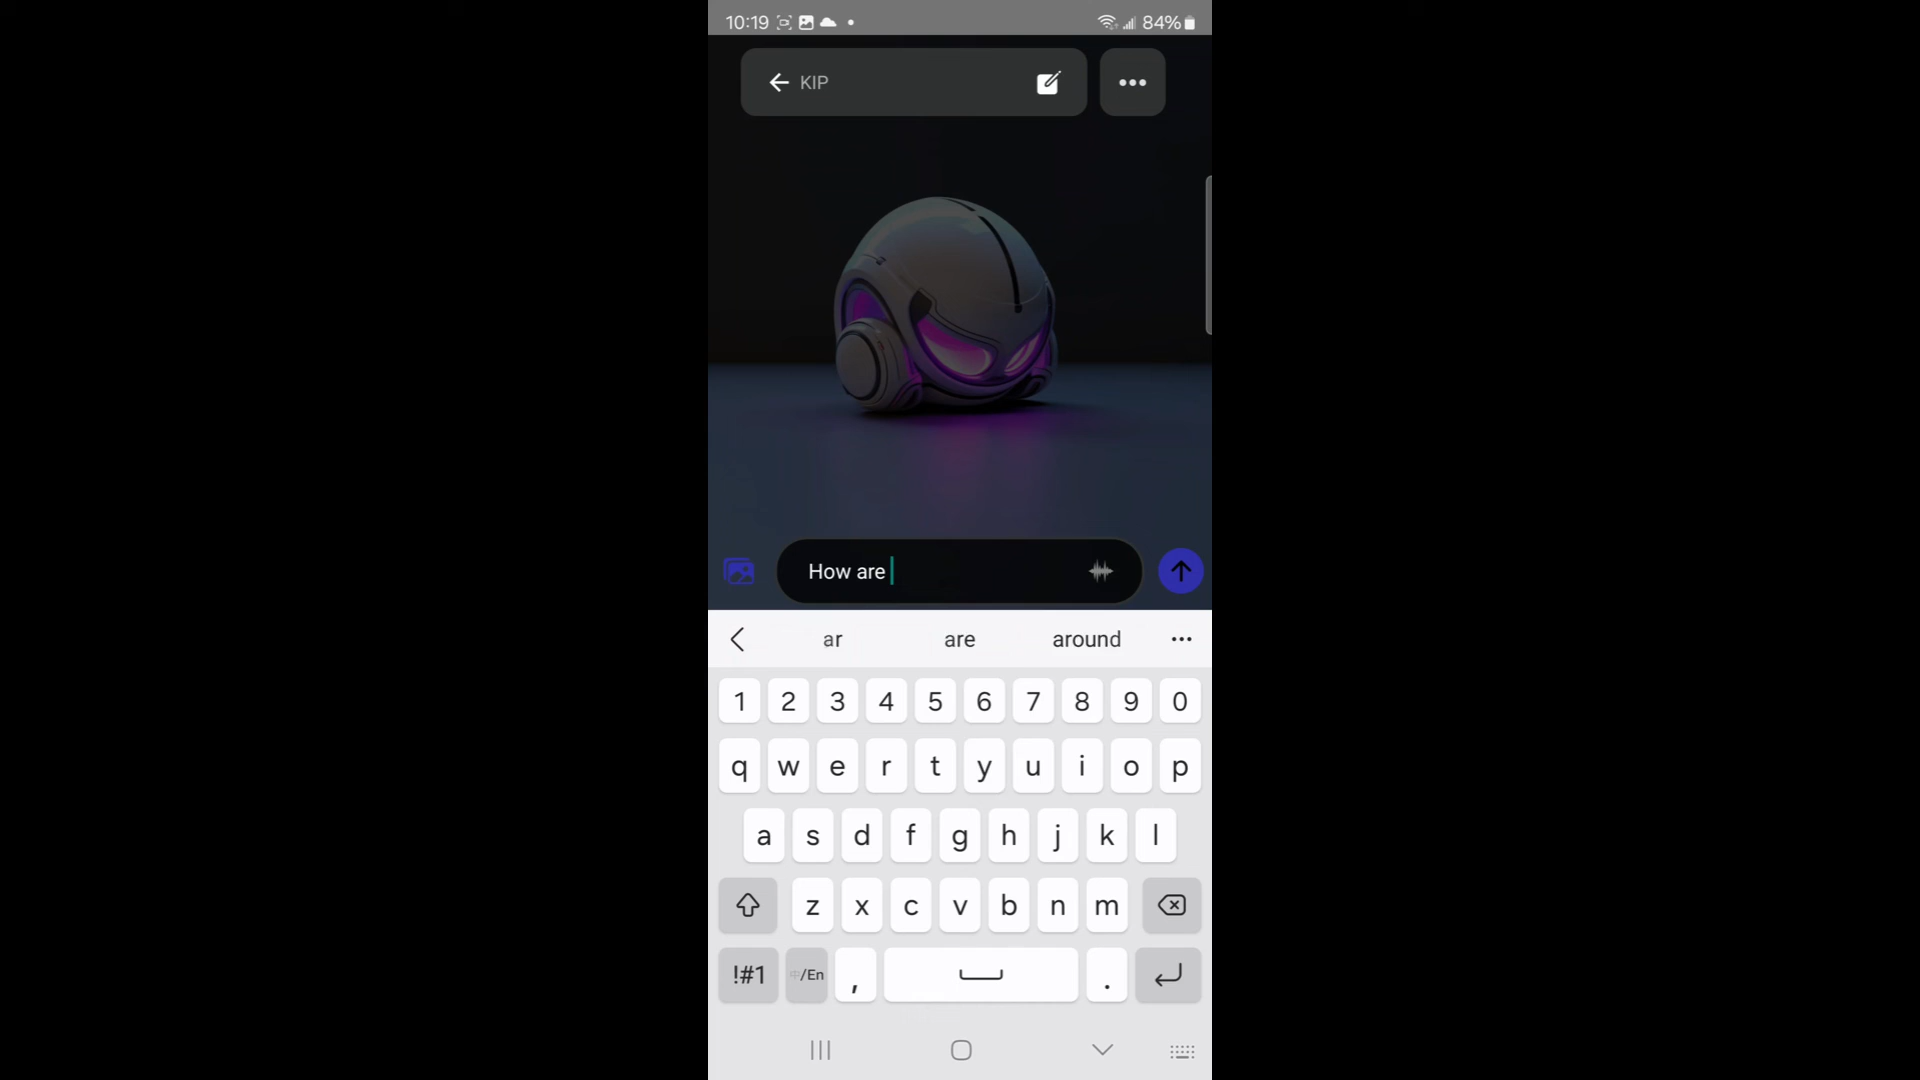 10:19
84%
KIP
How are
ar are around
1 2 3 4 5 6 7 8 9 0
q w e r t y u i o p
a s d f g h j k l
z x c v b n m
!#1 中/En , .